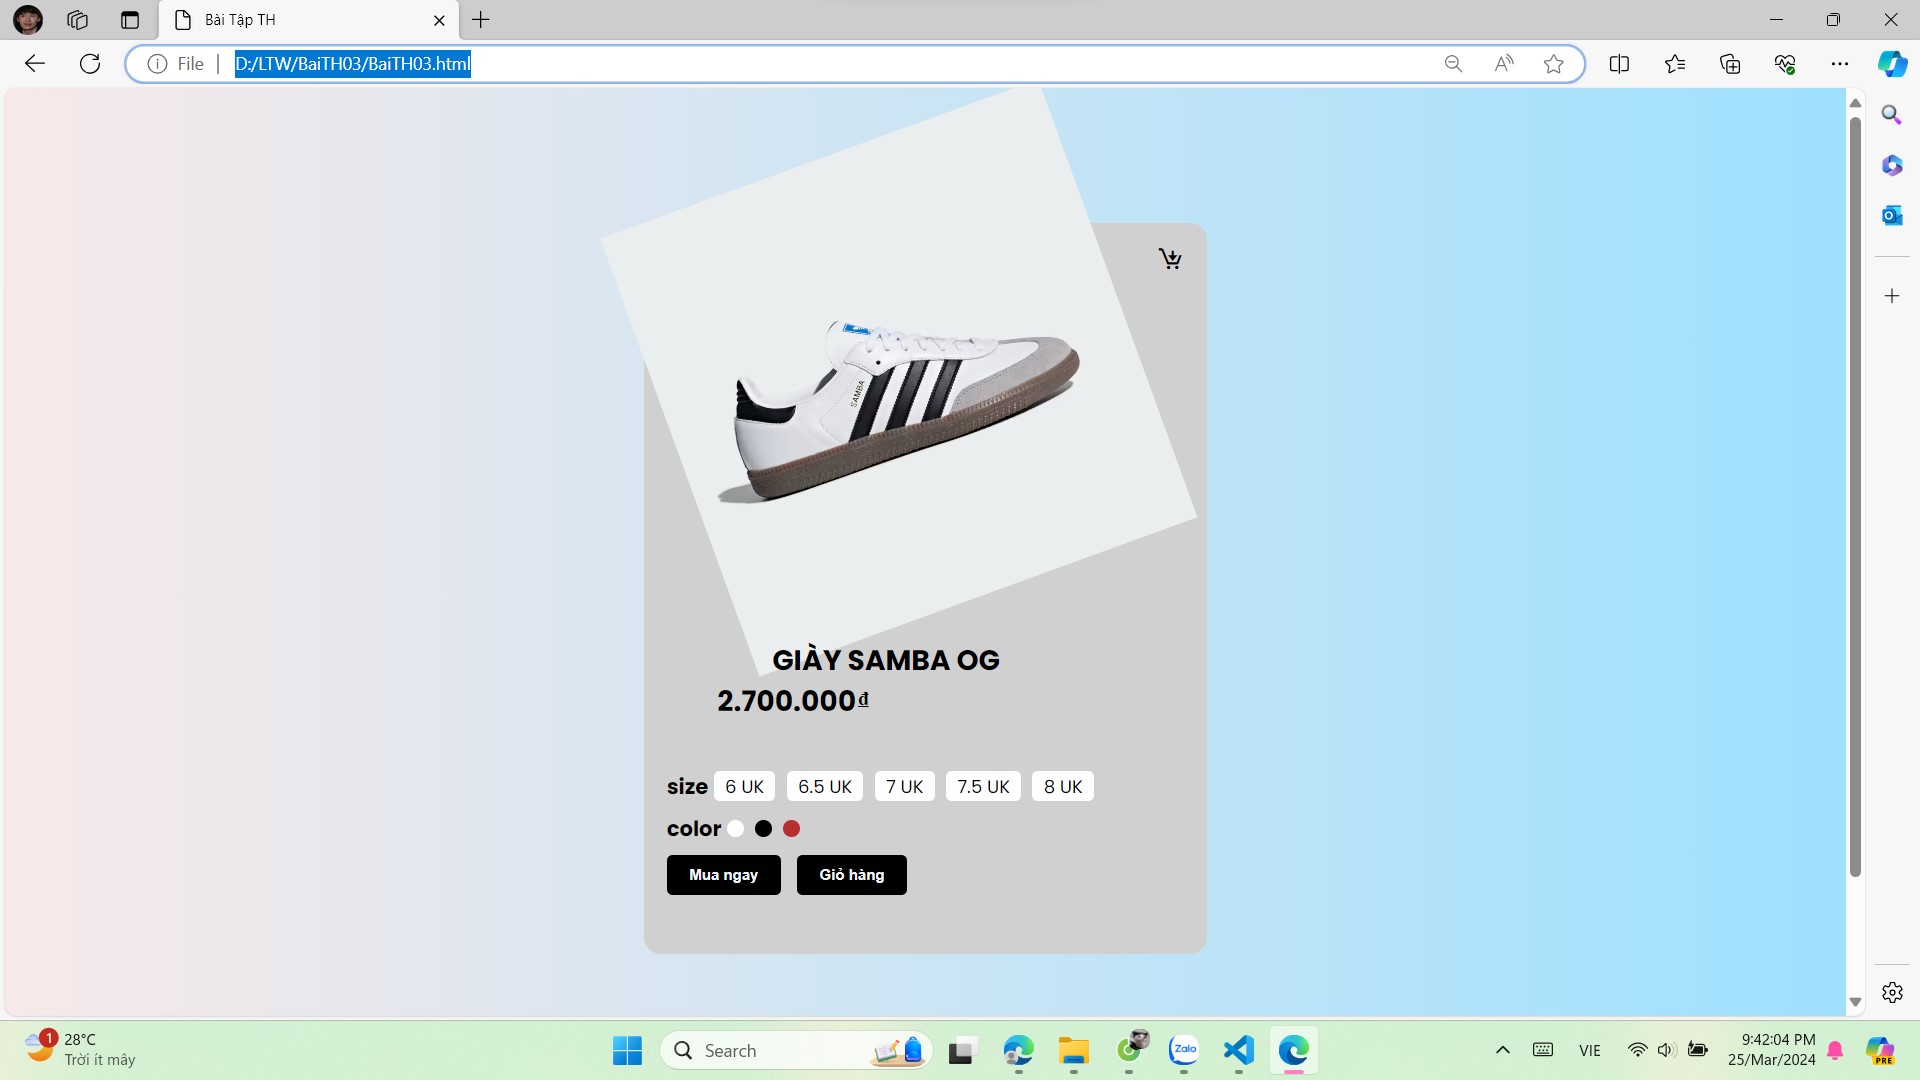 Bài Tập TH
File
D:/LTW/BaiTH03/BaiTH03.html
SAMBA
GIÀY SAMBA OG
2.700.000₫
size 6 UK 6.5 UK 7 UK 7.5 UK 8 UK
color
Mua ngay Giỏ hàng
1
28°C
Trời ít mây
Search
Zalo
VIE
9:42:04 PM
25/Mar/2024
PRE